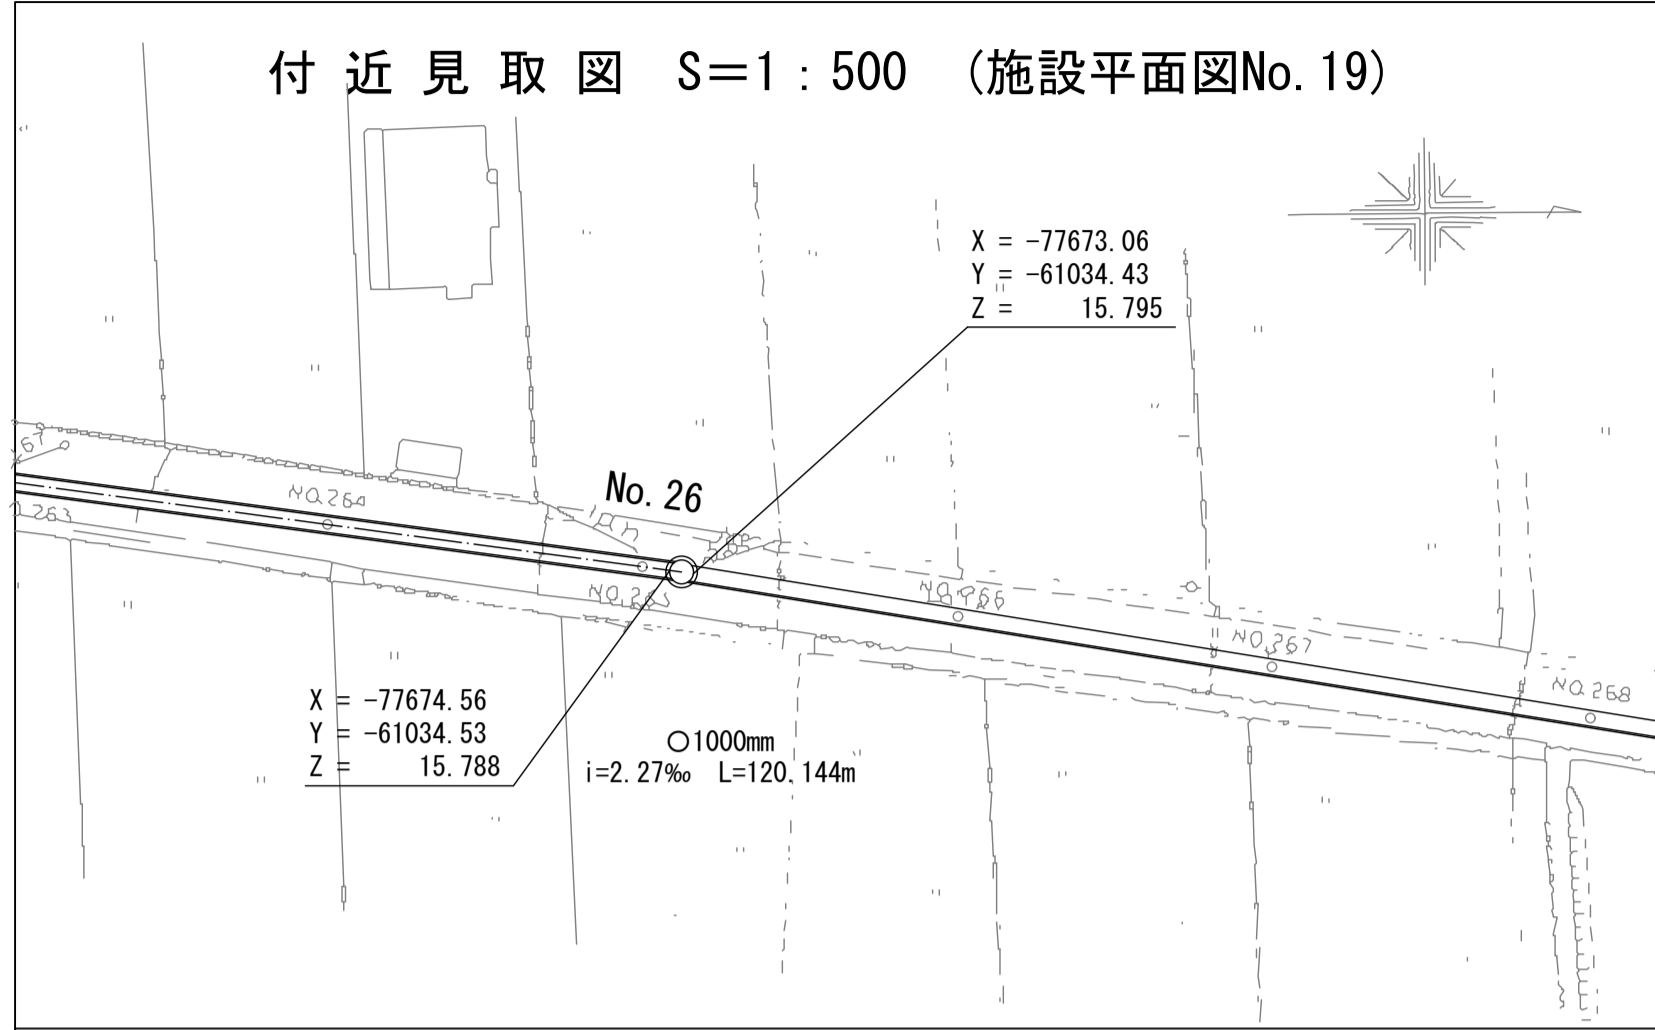 付近見取図 S=1:500 (施設平面図No.19)
X = -77673.06
Y = -61034.43
Z = 15.795
NO.264
No.26
NO.265
NO.266
NO.267
NO.268
X = -77674.56
Y = -61034.53
Z = 15.788
○1000mm
i=2.27‰ L=120.144m